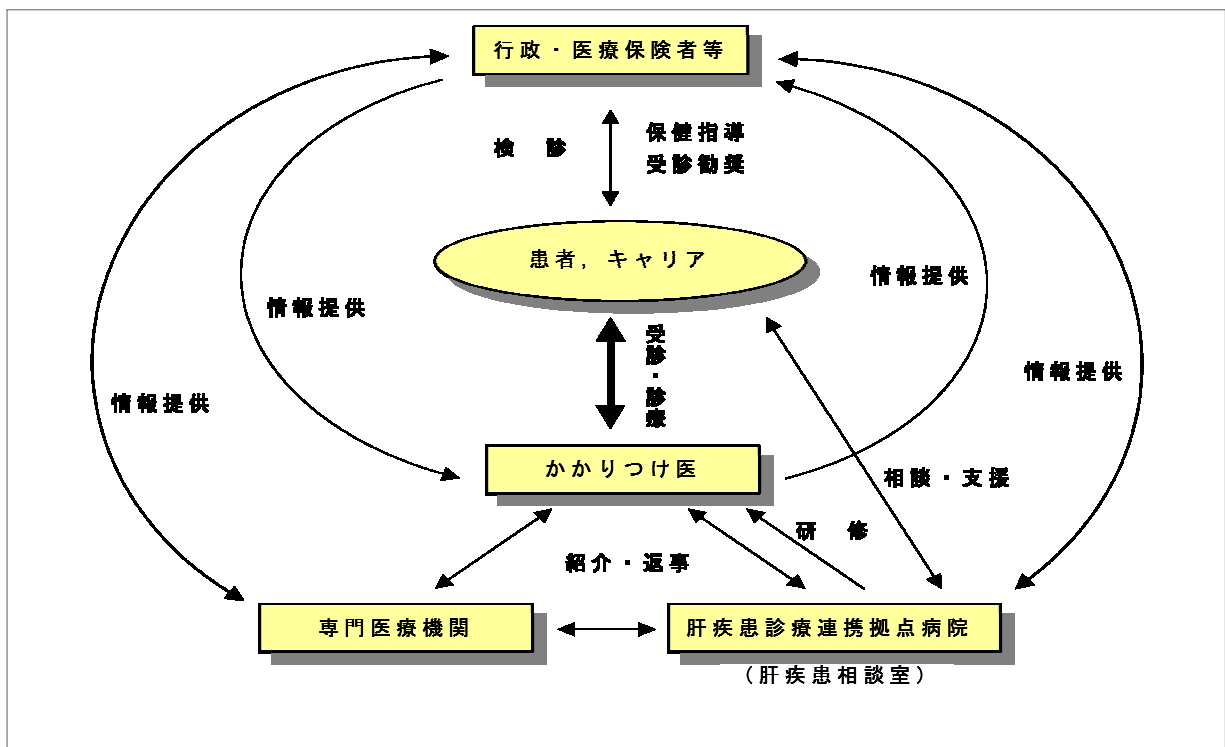 行政・医療保険者等
検　診
保健指導
受診勧奨
患者，キャリア
情報提供
情報提供
受診・診療
情報提供
情報提供
かかりつけ医
相談・支援
研　修
紹介・返事
専門医療機関
肝疾患診療連携拠点病院
（肝疾患相談室）